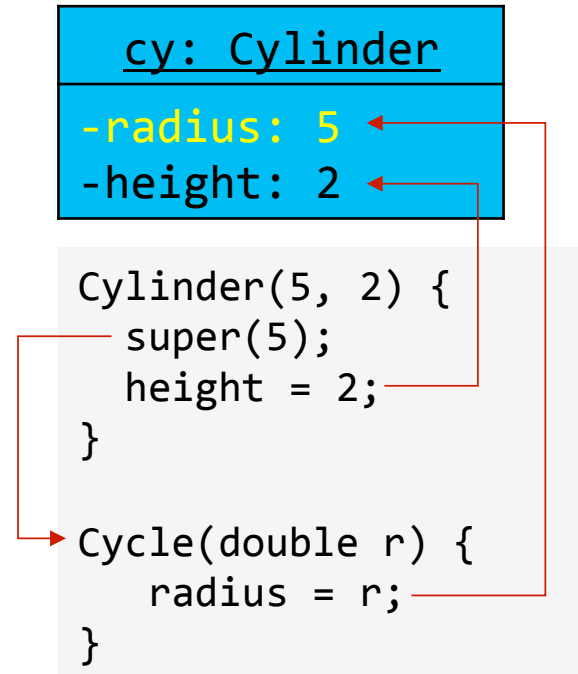 cy: Cylinder
-radius: 5
-height: 2
Cylinder(5, 2) {
super(5);
height = 2;
}
Cycle(double r) {
radius = r;
}